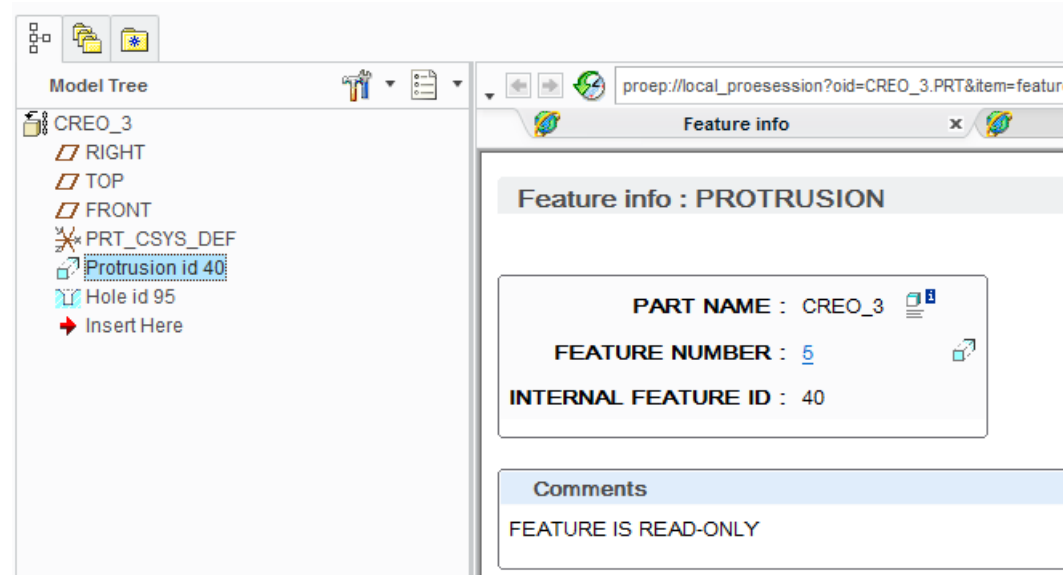 Model Tree
CREO_3
RIGHT
TOP
FRONT
PRT_CSYS_DEF
Protrusion id 40
Hole id 95
Insert Here
proep://local_proesession?oid=CREO_3.PRT&item=featur
Feature info
Feature info : PROTRUSION
PART NAME : CREO_3
FEATURE NUMBER : 5
INTERNAL FEATURE ID : 40
Comments
FEATURE IS READ-ONLY